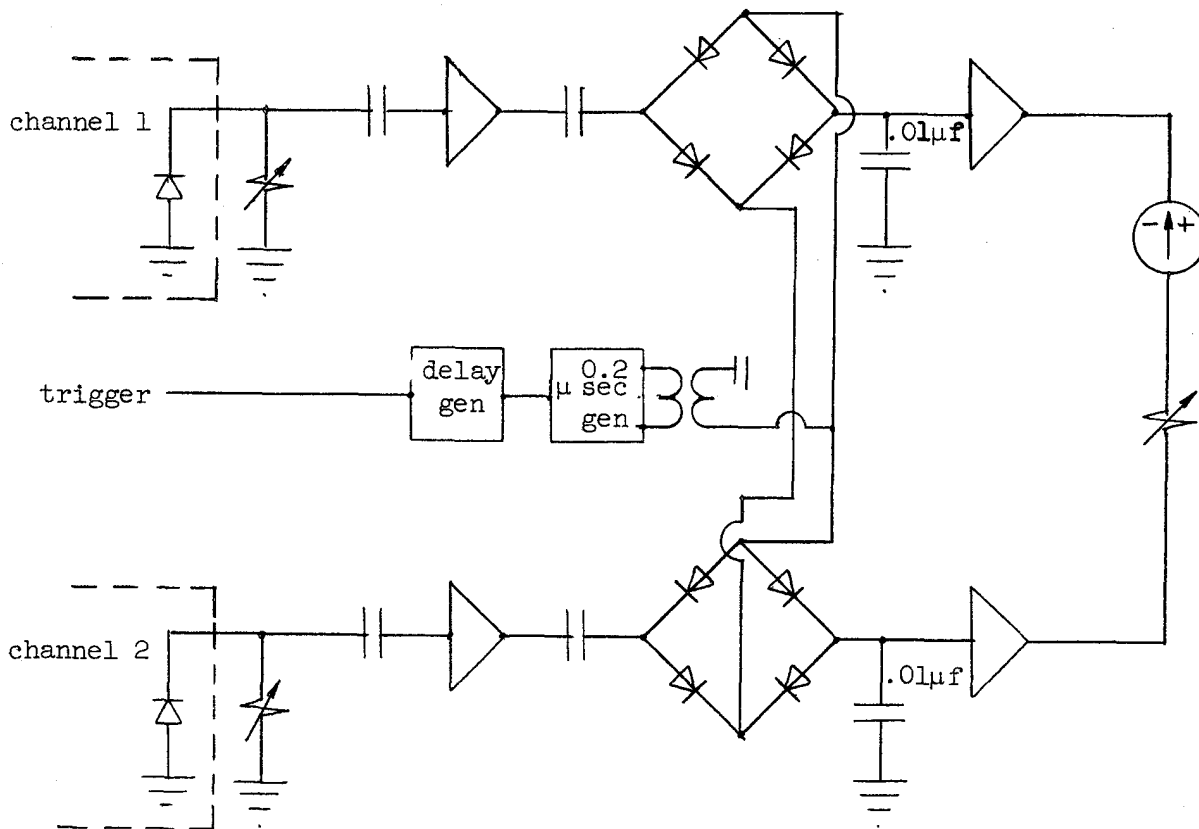 channel 1
.01μf
- +
trigger
delay
gen
0.2
μ sec
gen
channel 2
.01μf